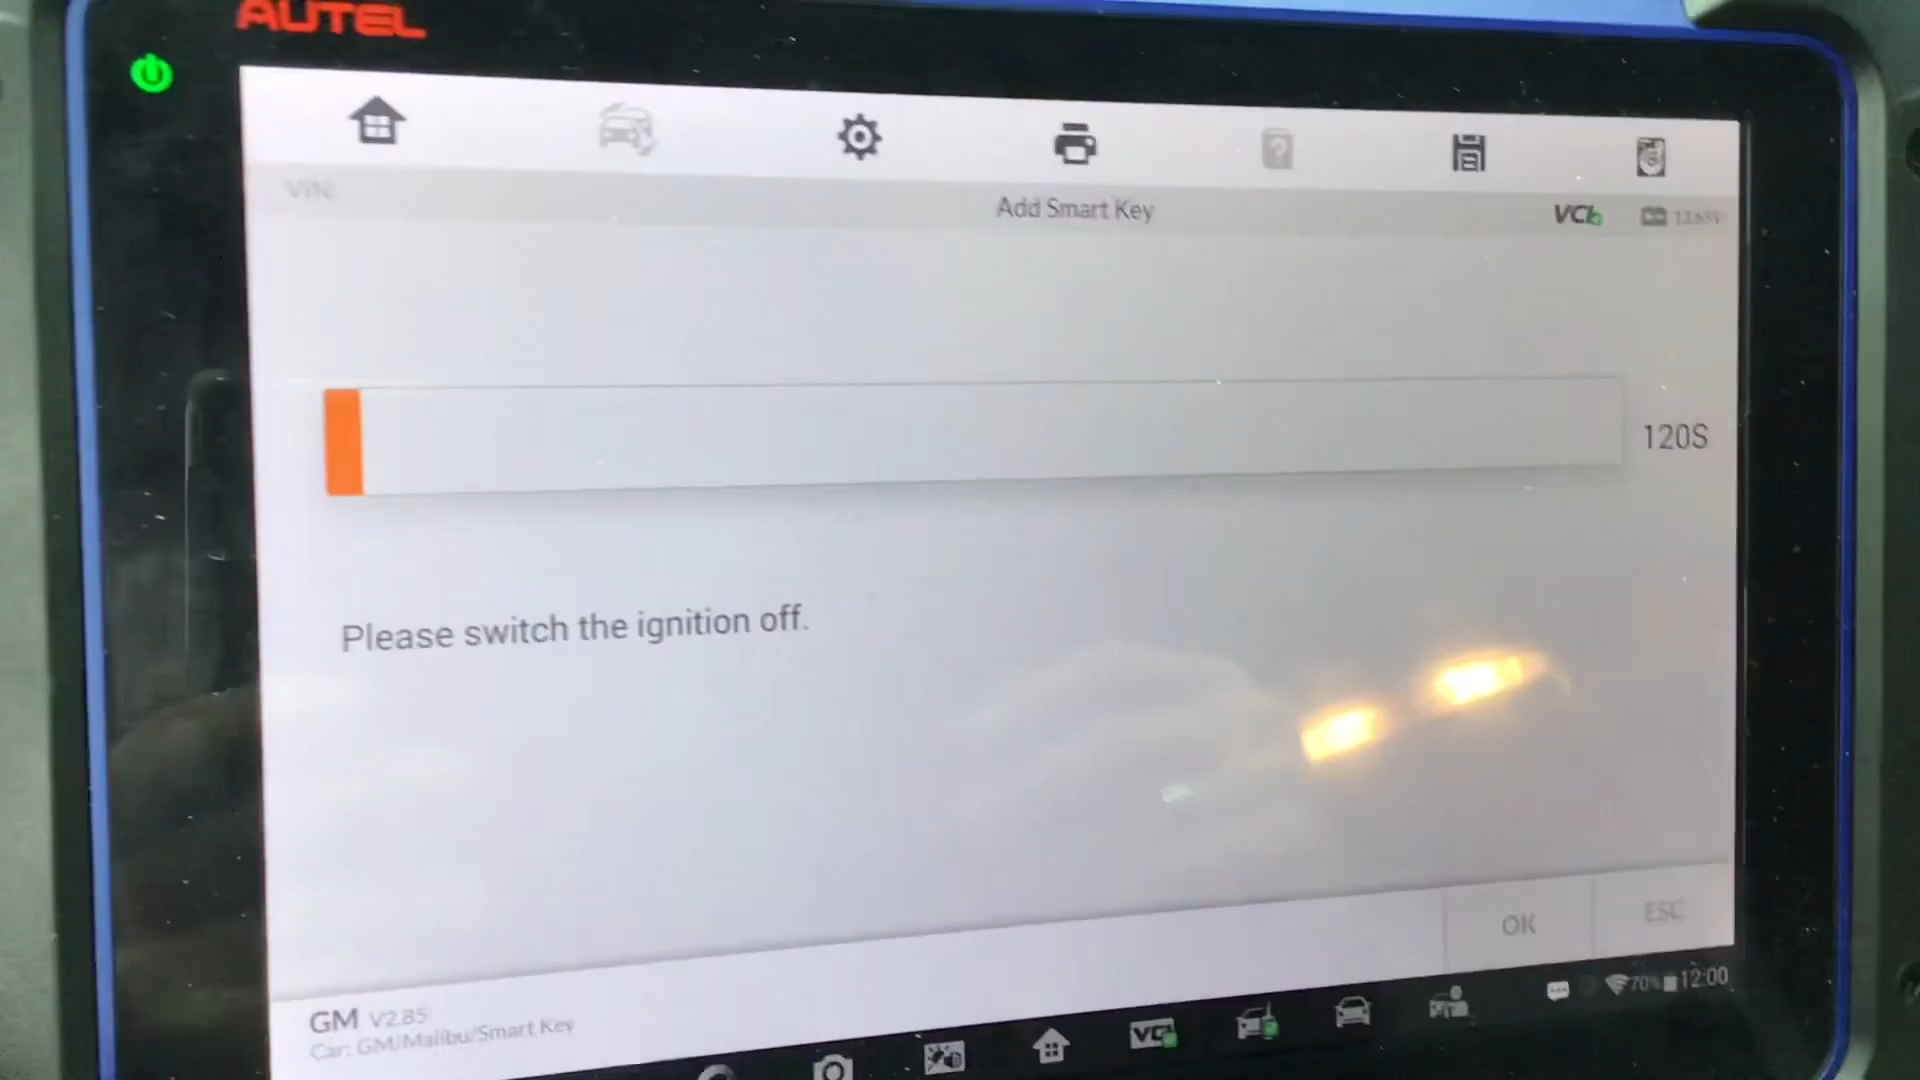 AUTEL
VIN:
Add Smart Key
VCI
120S
Please switch the ignition off.
OK
ESC
GM V2.85
Car: GM/Malibu/Smart Key
VCI
70% 12:00